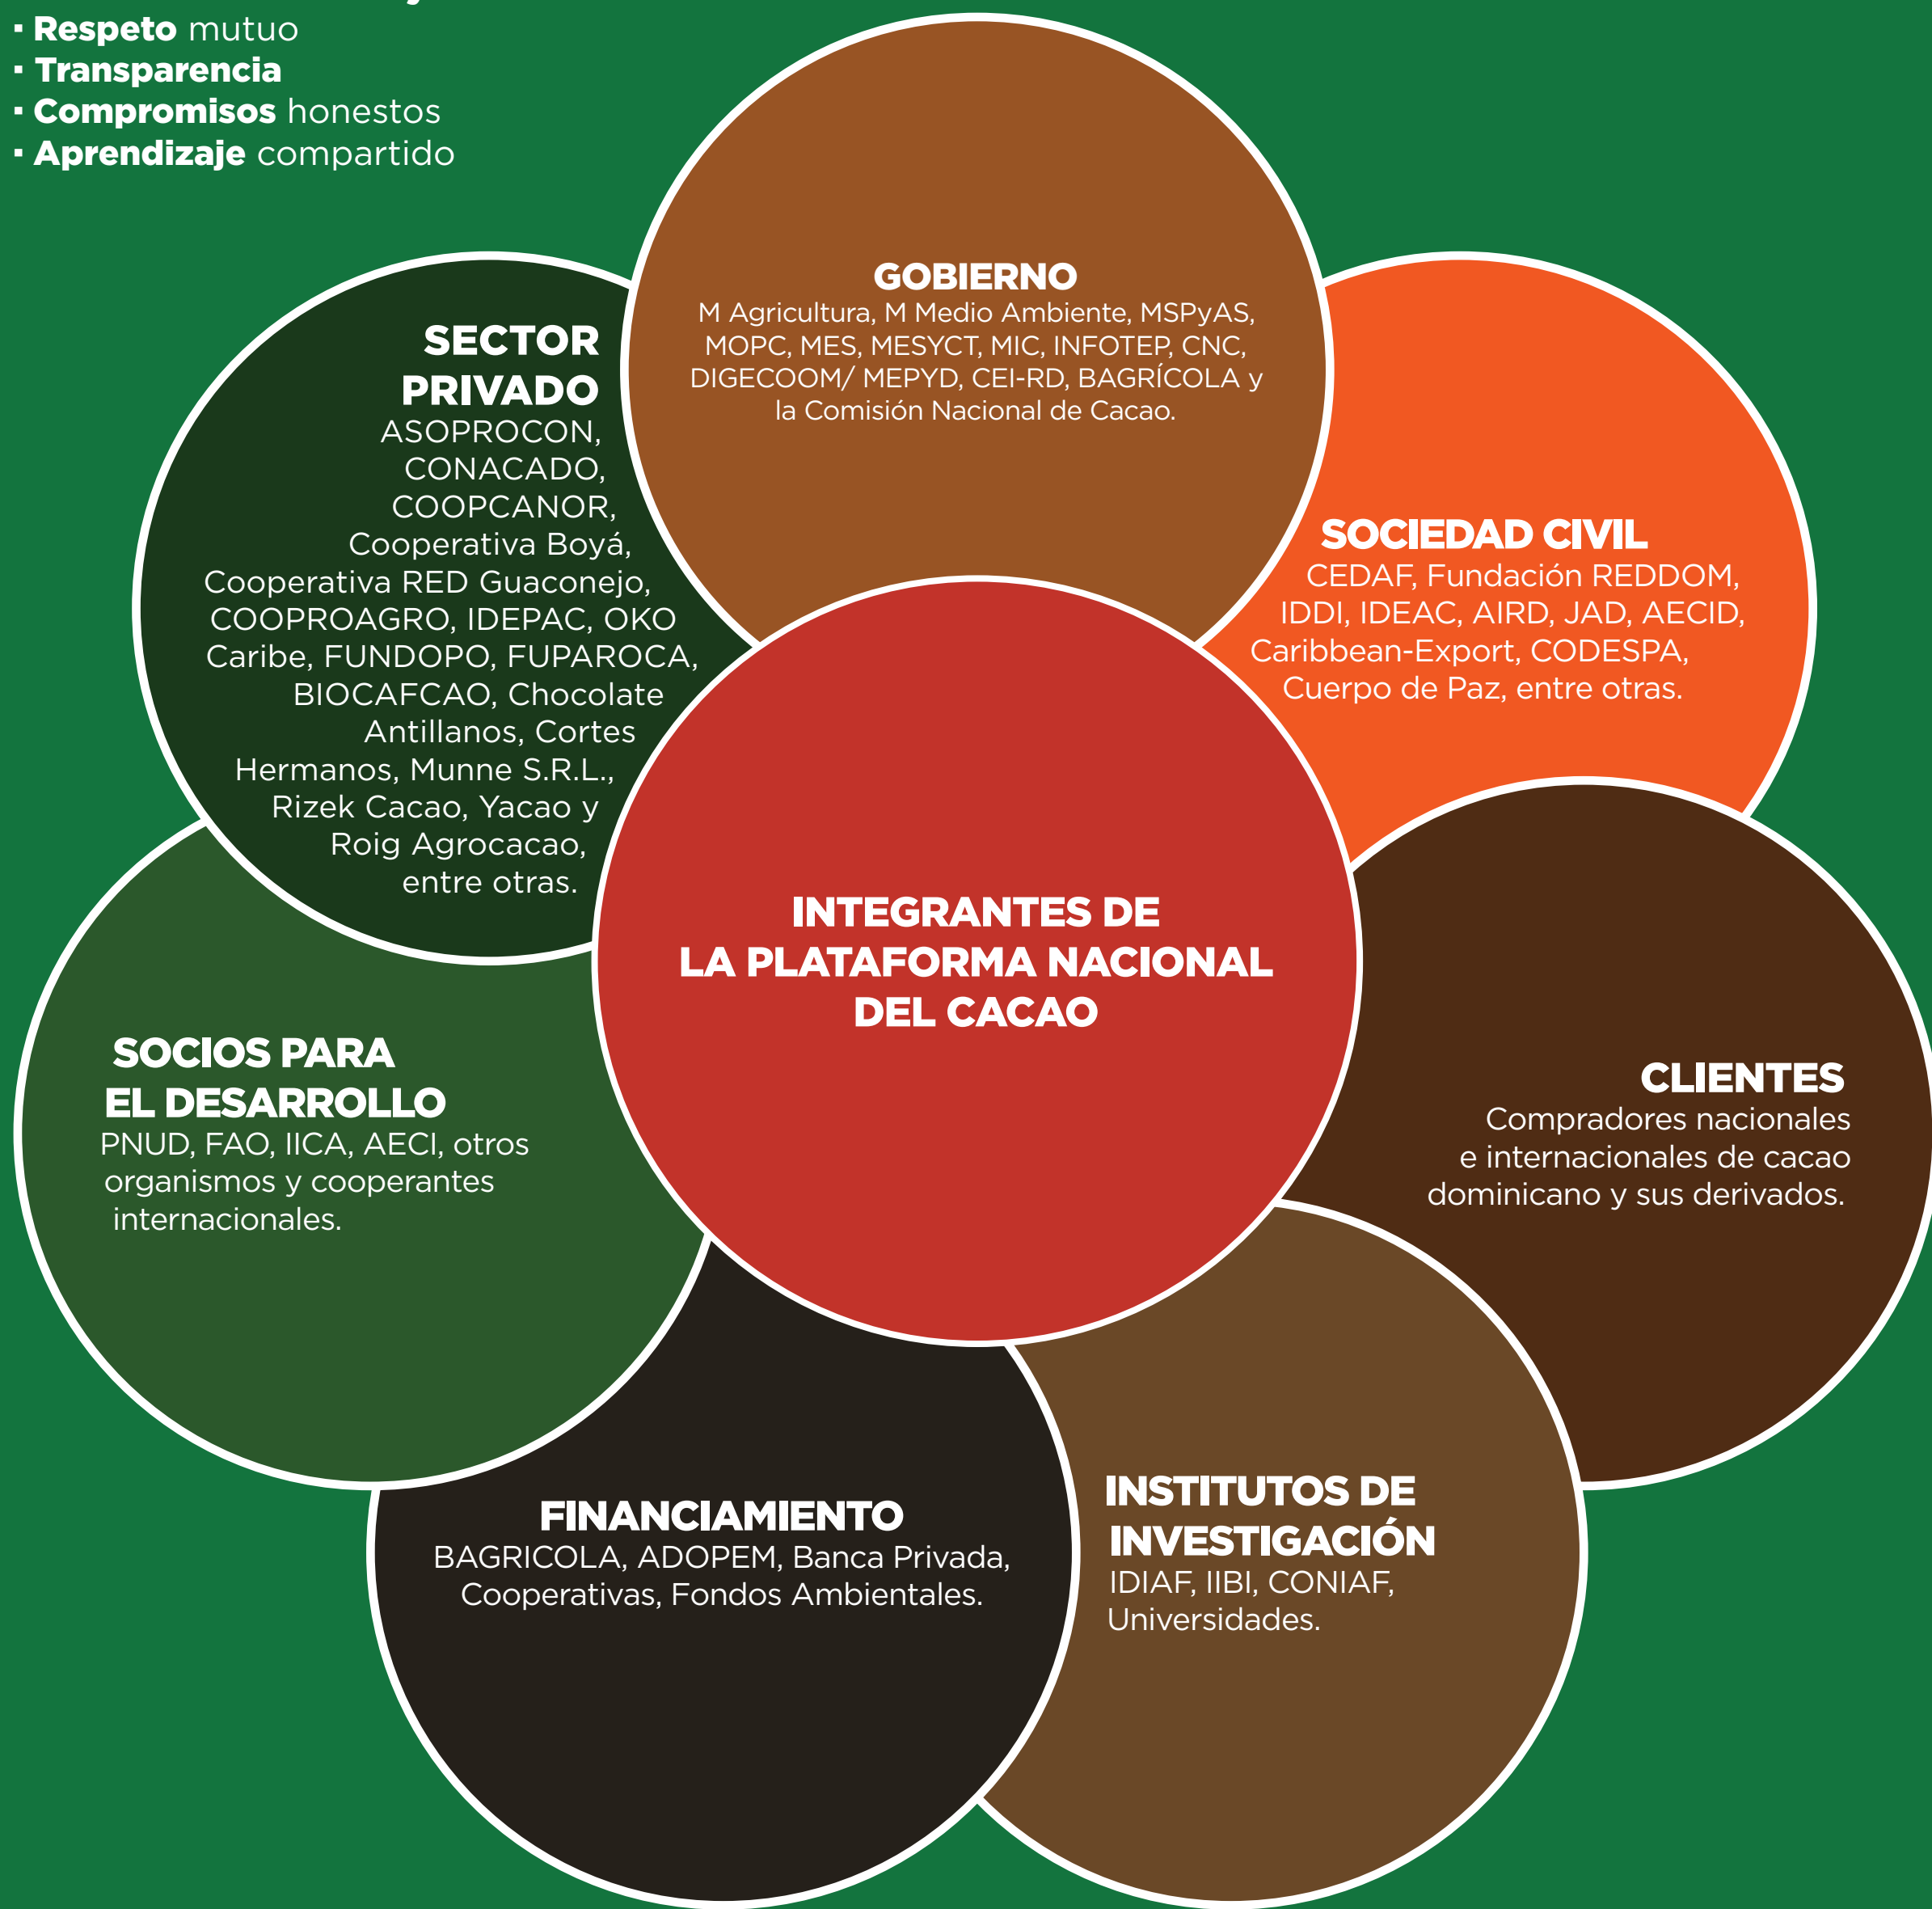 · Respeto mutuo
· Transparencia
· Compromisos honestos
· Aprendizaje compartido
GOBIERNO
M Agricultura, M Medio Ambiente, MSPyAS,
MOPC, MES, MESYCT, MIC, INFOTEP, CNC,
DIGECOOM/ MEPYD, CEI-RD, BAGRÍCOLA y
la Comisión Nacional de Cacao.
SECTOR
PRIVADO
ASOPROCON,
CONACADO,
COOPCANOR,
Cooperativa Boyá,
Cooperativa RED Guaconejo,
COOPROAGRO, IDEPAC, OKO
Caribe, FUNDOPO, FUPAROCA,
BIOCAFCAO, Chocolate
Antillanos, Cortes
Hermanos, Munne S.R.L.,
Rizek Cacao, Yacao y
Roig Agrocacao,
entre otras.
SOCIEDAD CIVIL
CEDAF, Fundación REDDOM,
IDDI, IDEAC, AIRD, JAD, AECID,
Caribbean-Export, CODESPA,
Cuerpo de Paz, entre otras.
INTEGRANTES DE
LA PLATAFORMA NACIONAL
DEL CACAO
SOCIOS PARA
EL DESARROLLO
PNUD, FAO, IICA, AECI, otros
organismos y cooperantes
internacionales.
CLIENTES
Compradores nacionales
e internacionales de cacao
dominicano y sus derivados.
FINANCIAMIENTO
BAGRICOLA, ADOPEM, Banca Privada,
Cooperativas, Fondos Ambientales.
INSTITUTOS DE
INVESTIGACIÓN
IDIAF, IIBI, CONIAF,
Universidades.